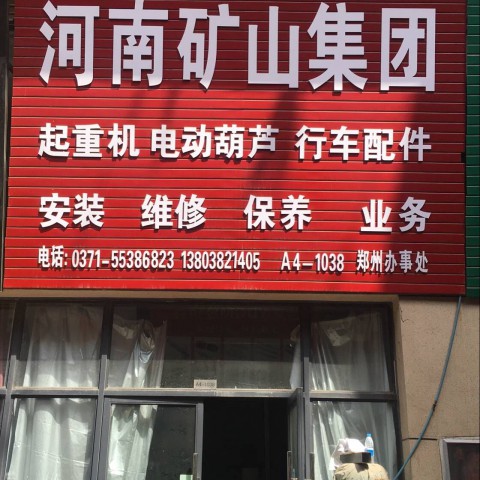 河南矿山集团
起重机 电动葫芦 行车配件
安装 维修 保养 业务
电话: 0371-55386823 13803821405 A4-1038 郑州办事处